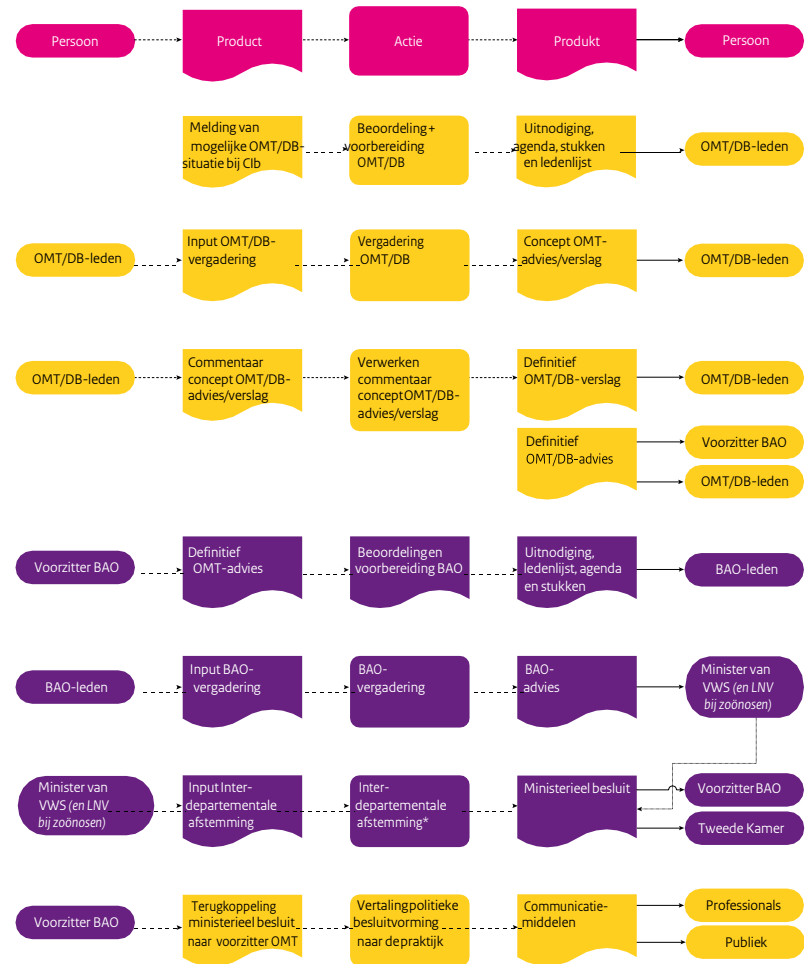 Persoon
Product
Actie
Produkt
Persoon
Melding van
mogelijke OMT/DB-
situatie bij CIb
Beoordeling +
voorbereiding
OMT/DB
Uitnodiging,
agenda, stukken
en ledenlijst
OMT/DB-leden
OMT/DB-leden
Input OMT/DB-
vergadering
Vergadering
OMT/DB
Concept OMT-
advies/verslag
OMT/DB-leden
OMT/DB-leden
Commentaar
concept OMT/DB-
advies/verslag
Verwerken
commentaar
concept OMT/DB-
advies/verslag
Definitief
OMT/DB-verslag
OMT/DB-leden
Definitief
OMT/DB-advies
Voorzitter BAO
OMT/DB-leden
Voorzitter BAO
Definitief
OMT-advies
Beoordeling en
voorbereiding BAO
Uitnodiging,
ledenlijst, agenda
en stukken
BAO-leden
BAO-leden
Input BAO-
vergadering
BAO-
vergadering
BAO-
advies
Minister van
VWS (en LNV
bij zoönosen)
Minister van
VWS (en LNV
bij zoönosen)
Input Inter-
departementale
afstemming
Inter-
departementale
afstemming*
Ministerieel besluit
Voorzitter BAO
Tweede Kamer
Voorzitter BAO
Terugkoppeling
ministerieel besluit
naar voorzitter OMT
Vertaling politieke
besluitvorming
naar de praktijk
Communicatie-
middelen
Professionals
Publiek